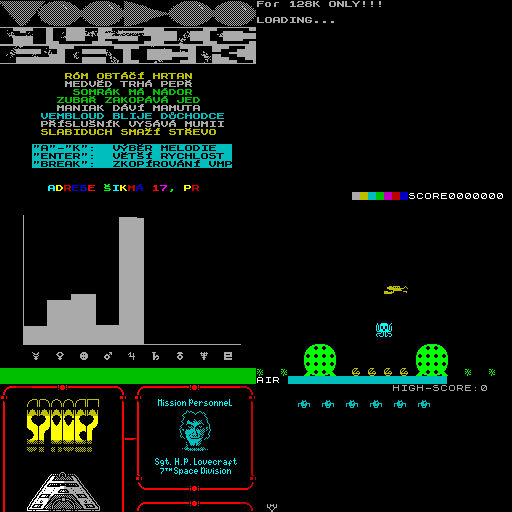 For 128K ONLY!!!
LOADING...
RÓM OBTÁČÍ HRTAN
MEDVĚD TRHÁ PEPŘ
SOMRÁK MÁ NÁDOR
ZUBAŘ ZAKOPÁVÁ JED
MANIAK DÁVÍ MAMUTA
VEMBLOUD BLIJE DŮCHODCE
PŘÍSLUŠNÍK VYSÁVÁ MUMII
SLABIDUCH SMAŽÍ STŘEVO
"A"-"K": VÝBĚR MELODIE
"ENTER": VĚTŠÍ RYCHLOST
"BREAK": ZKOPÍROVÁNÍ VMP
ADRESE ŠIKMÁ 17, PR
SCORE0000000
AIR
HIGH-SCORE:0
Mission Personnel
Sgt. H.P. Lovecraft
7TH Space Division